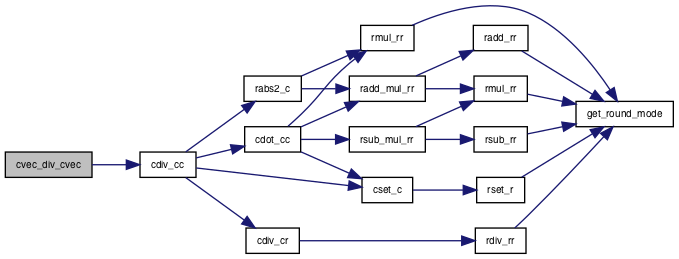 cvec_div_cvec
cdiv_cc
rabs2_c
cdot_cc
cdiv_cr
rmul_rr
radd_mul_rr
rsub_mul_rr
cset_c
radd_rr
rmul_rr
rsub_rr
rset_r
rdiv_rr
get_round_mode